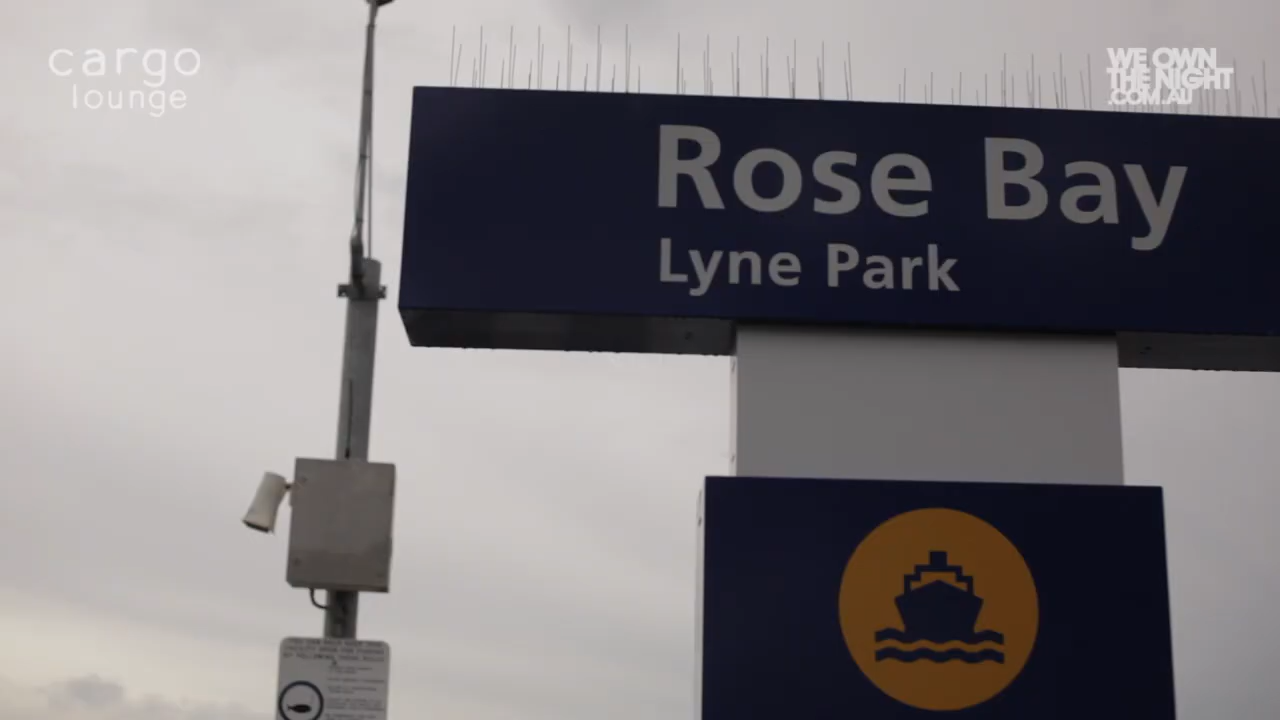 cargo
lounge
WE OWN
THE NIGHT
.COM.AU
Rose Bay
Lyne Park